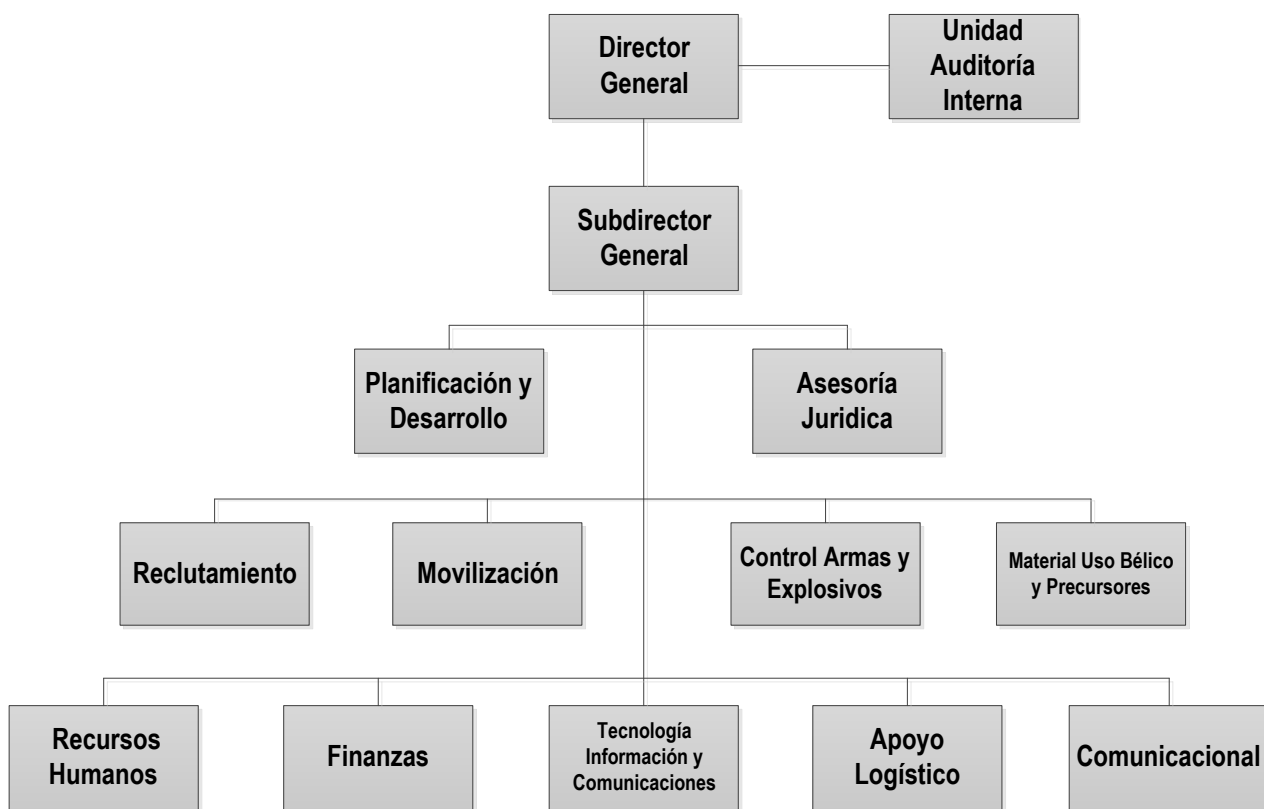 Director
General
Unidad
Auditoría
Interna
Subdirector
General
Planificación y
Desarrollo
Asesoría
Juridica
Reclutamiento
Movilización
Control Armas y
Explosivos
Material Uso Bélico
y Precursores
Recursos
Humanos
Finanzas
Tecnología
Información y
Comunicaciones
Apoyo
Logístico
Comunicacional